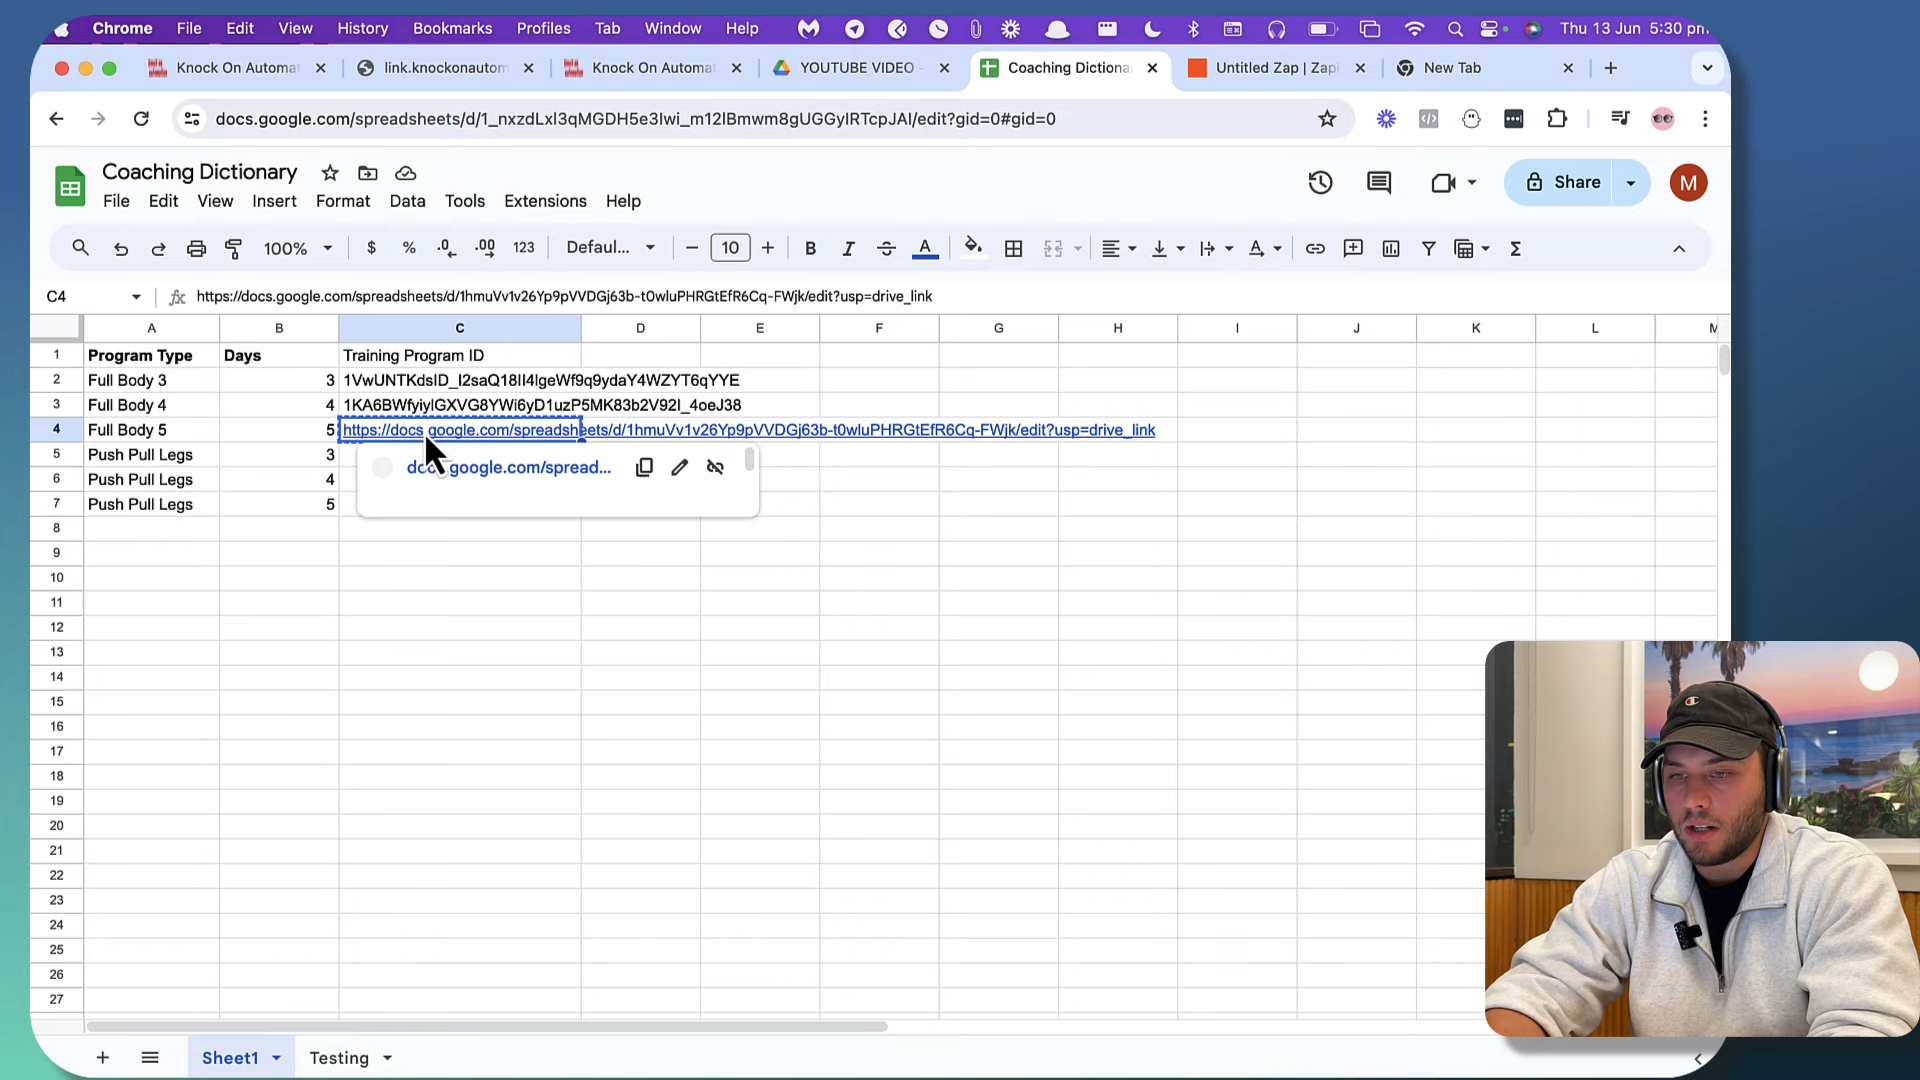 Chrome File Edit View History Bookmarks Profiles Tab Window Help Thu 13 Jun 5:30 pm
Knock On Automat link.knockonautom Knock On Automat YOUTUBE VIDEO - Coaching Dictiona Untitled Zap | Zapi New Tab
docs.google.com/spreadsheets/d/1_nxzdLxl3qMGDH5e3Iwi_m12lBmwm8gUGGyIRTcpJAI/edit?gid=0#gid=0
Coaching Dictionary
File Edit View Insert Format Data Tools Extensions Help
Share
M
100% $ % .0 .00 123 Defaul... 10 B I A
C4 fx https://docs.google.com/spreadsheets/d/1hmuVv1v26Yp9pVVDGj63b-t0wluPHRGtEfR6Cq-FWjk/edit?usp=drive_link
A B C D E F G H I J K L M
1 Program Type Days Training Program ID
2 Full Body 3 3 1VwUNTKdsID_I2saQ18II4lgeWf9q9ydaY4WZYT6qYYE
3 Full Body 4 4 1KA6BWfyiylGXVG8YWi6yD1uzP5MK83b2V92I_4oeJ38
4 Full Body 5 5 https://docs.google.com/spreadsheets/d/1hmuVv1v26Yp9pVVDGj63b-t0wluPHRGtEfR6Cq-FWjk/edit?usp=drive_link
5 Push Pull Legs 3
docs.google.com/spread...
6 Push Pull Legs 4
7 Push Pull Legs 5
8
9
10
11
12
13
14
15
16
17
18
19
20
21
22
23
24
25
26
27
Sheet1 Testing